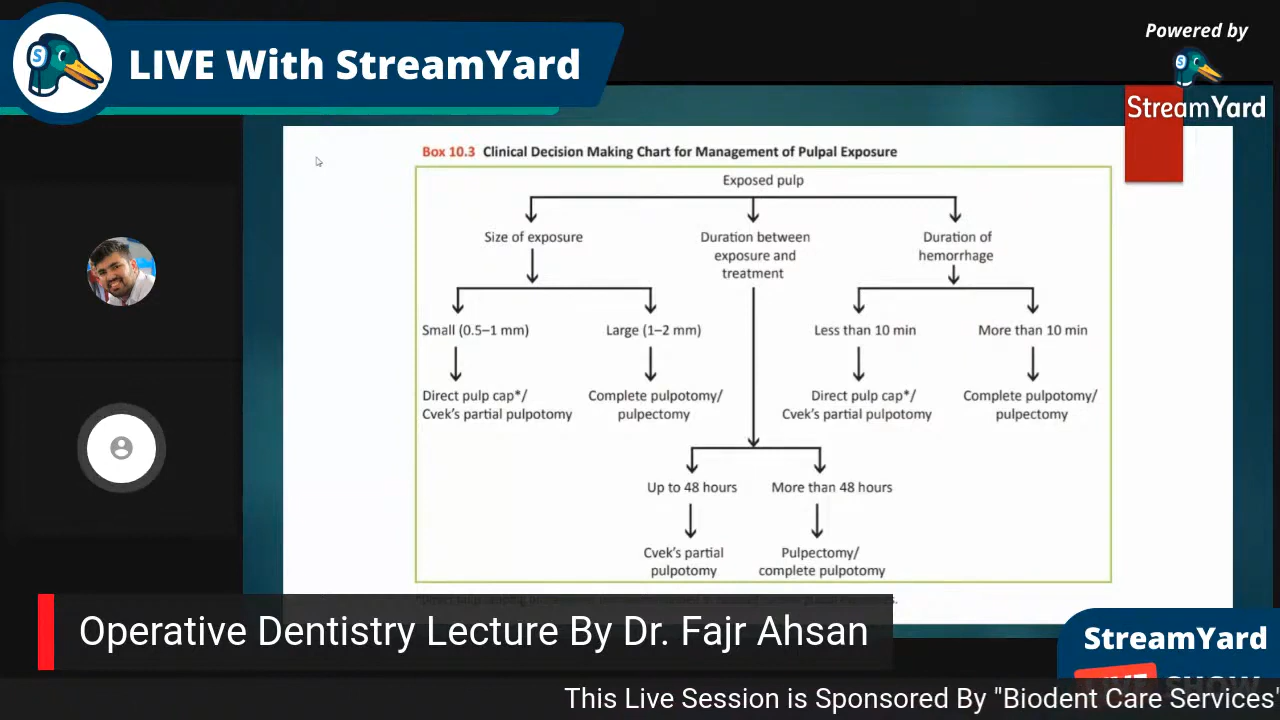 LIVE With StreamYard
Powered by
StreamYard
Box 10.3 Clinical Decision Making Chart for Management of Pulpal Exposure
Exposed pulp
Size of exposure
Duration between
exposure and
treatment
Duration of
hemorrhage
Small (0.5–1 mm)
Large (1–2 mm)
Less than 10 min
More than 10 min
Direct pulp cap*/
Cvek's partial pulpotomy
Complete pulpotomy/
pulpectomy
Direct pulp cap*/
Cvek's partial pulpotomy
Complete pulpotomy/
pulpectomy
Up to 48 hours
More than 48 hours
Cvek's partial
pulpotomy
Pulpectomy/
complete pulpotomy
Operative Dentistry Lecture By Dr. Fajr Ahsan
StreamYard
This Live Session is Sponsored By "Biodent Care Services"